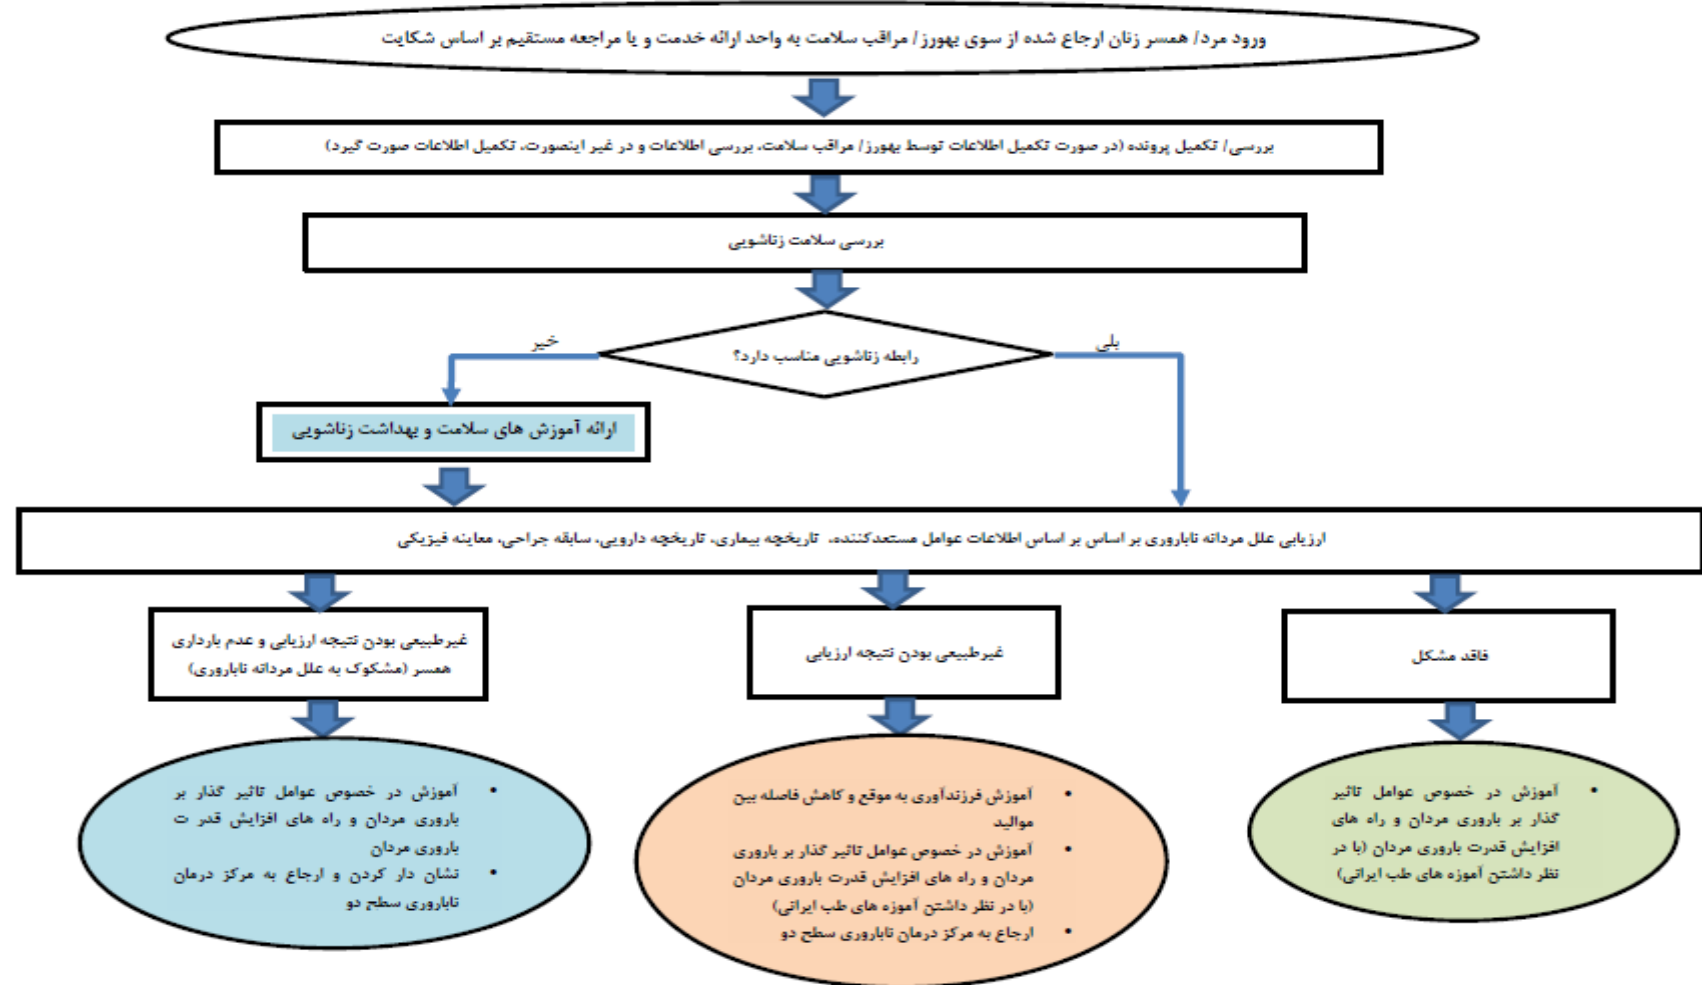 ورود مرد/ همسر زنان ارجاع شده از سوی بهورز/ مراقب سلامت به واحد ارائه خدمت و یا مراجعه مستقیم بر اساس شکایت
بررسی/ تکمیل پرونده (در صورت تکمیل اطلاعات توسط بهورز/ مراقب سلامت، بررسی اطلاعات و در غیر اینصورت، تکمیل اطلاعات صورت گیرد)
بررسی سلامت زناشویی
رابطه زناشویی مناسب دارد؟
بلی
خیر
ارائه آموزش های سلامت و بهداشت زناشویی
ارزیابی علل مردانه ناباروری بر اساس بر اساس اطلاعات عوامل مستعدکننده، تاریخچه بیماری، تاریخچه دارویی، سابقه جراحی، معاینه فیزیکی
فاقد مشکل
غیرطبیعی بودن نتیجه ارزیابی
غیرطبیعی بودن نتیجه ارزیابی و عدم بارداری
همسر (مشکوک به علل مردانه ناباروری)
• آموزش در خصوص عوامل تاثیر
گذار بر باروری مردان و راه های
افزایش قدرت باروری مردان (با در
نظر داشتن آموزه های طب ایرانی)
• آموزش فرزندآوری به موقع و کاهش فاصله بین
موالید
• آموزش در خصوص عوامل تاثیر گذار بر باروری
مردان و راه های افزایش قدرت باروری مردان
(با در نظر داشتن آموزه های طب ایرانی)
• ارجاع به مرکز درمان ناباروری سطح دو
• آموزش در خصوص عوامل تاثیر گذار بر
باروری مردان و راه های افزایش قدر ت
باروری مردان
• نشان دار کردن و ارجاع به مرکز درمان
ناباروری سطح دو